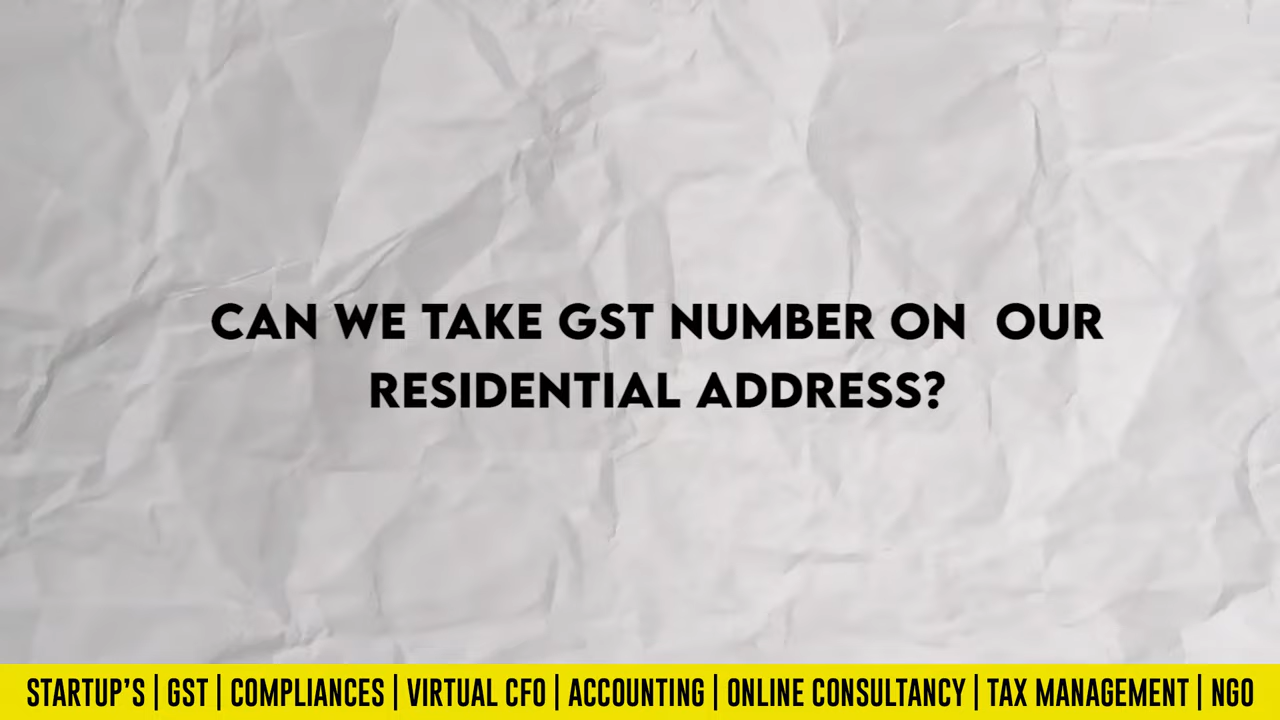 CAN WE TAKE GST NUMBER ON OUR
RESIDENTIAL ADDRESS?
STARTUP'S | GST | COMPLIANCES | VIRTUAL CFO | ACCOUNTING | ONLINE CONSULTANCY | TAX MANAGEMENT | NGO